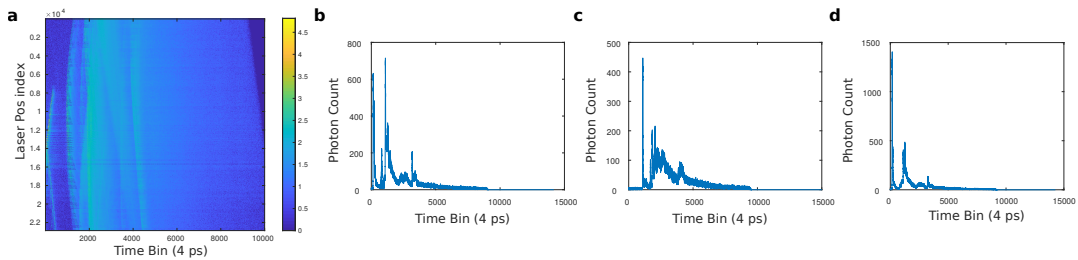 a
×10⁴
0.2
0.4
0.6
0.8
1
1.2
1.4
1.6
1.8
2
2.2
Laser Pos index
2000 4000 6000 8000 10000
Time Bin (4 ps)
4.5
4
3.5
3
2.5
2
1.5
1
0.5
0
b
800
600
400
200
0
Photon Count
0 5000 10000 15000
Time Bin (4 ps)
c
500
400
300
200
100
0
Photon Count
0 5000 10000 15000
Time Bin (4 ps)
d
1500
1000
500
0
Photon Count
0 5000 10000 15000
Time Bin (4 ps)